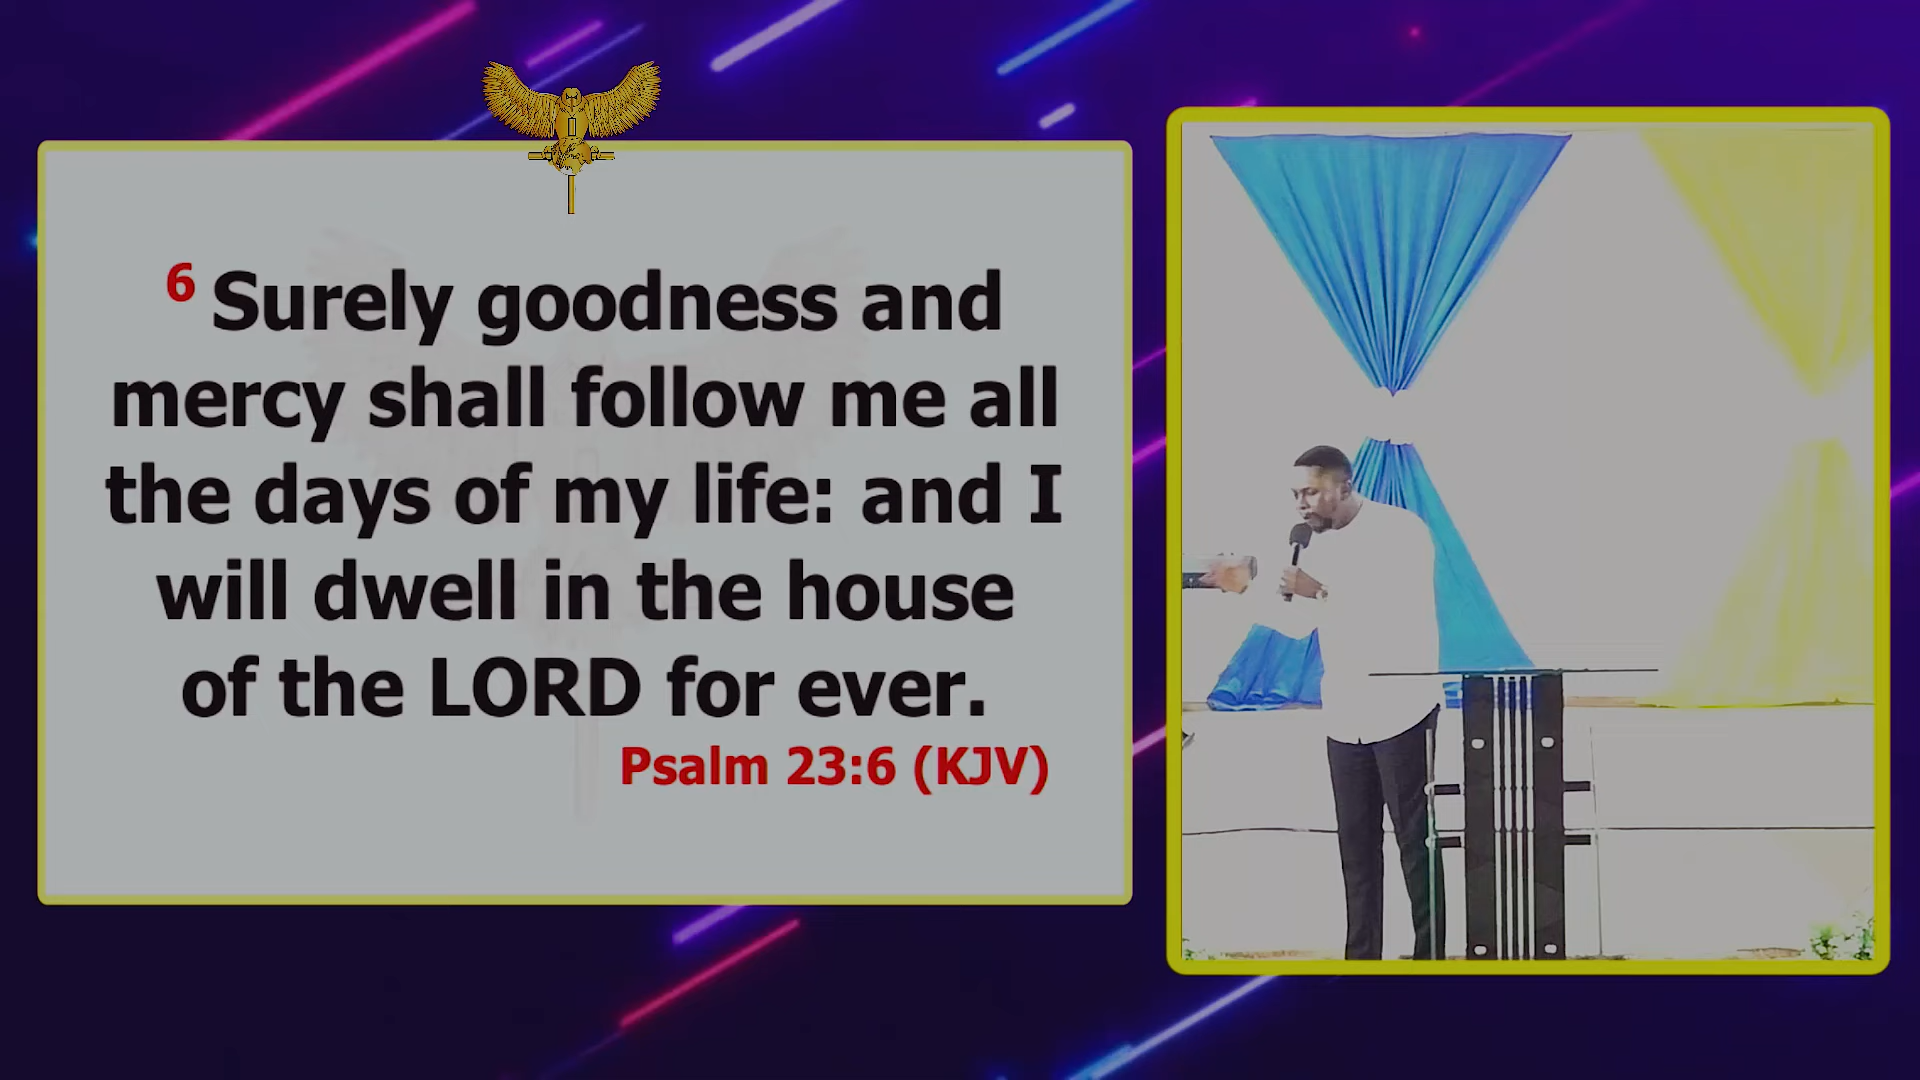 6 Surely goodness and
mercy shall follow me all
the days of my life: and I
will dwell in the house
of the LORD for ever.
Psalm 23:6 (KJV)